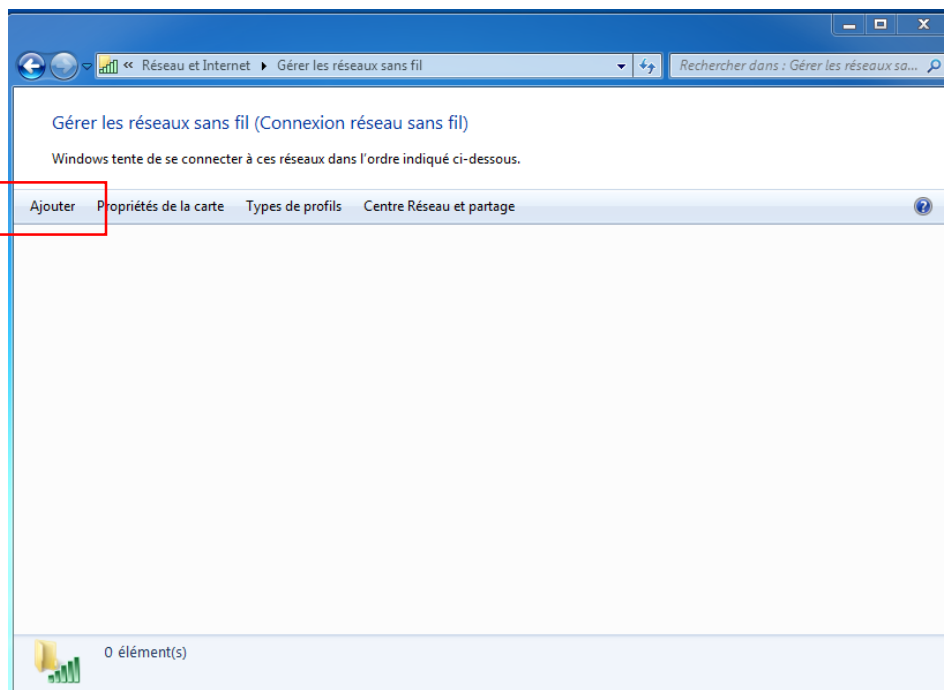 « Réseau et Internet ▸ Gérer les réseaux sans fil
Rechercher dans : Gérer les réseaux sa...
Gérer les réseaux sans fil (Connexion réseau sans fil)
Windows tente de se connecter à ces réseaux dans l'ordre indiqué ci-dessous.
Ajouter Propriétés de la carte Types de profils Centre Réseau et partage
0 élément(s)